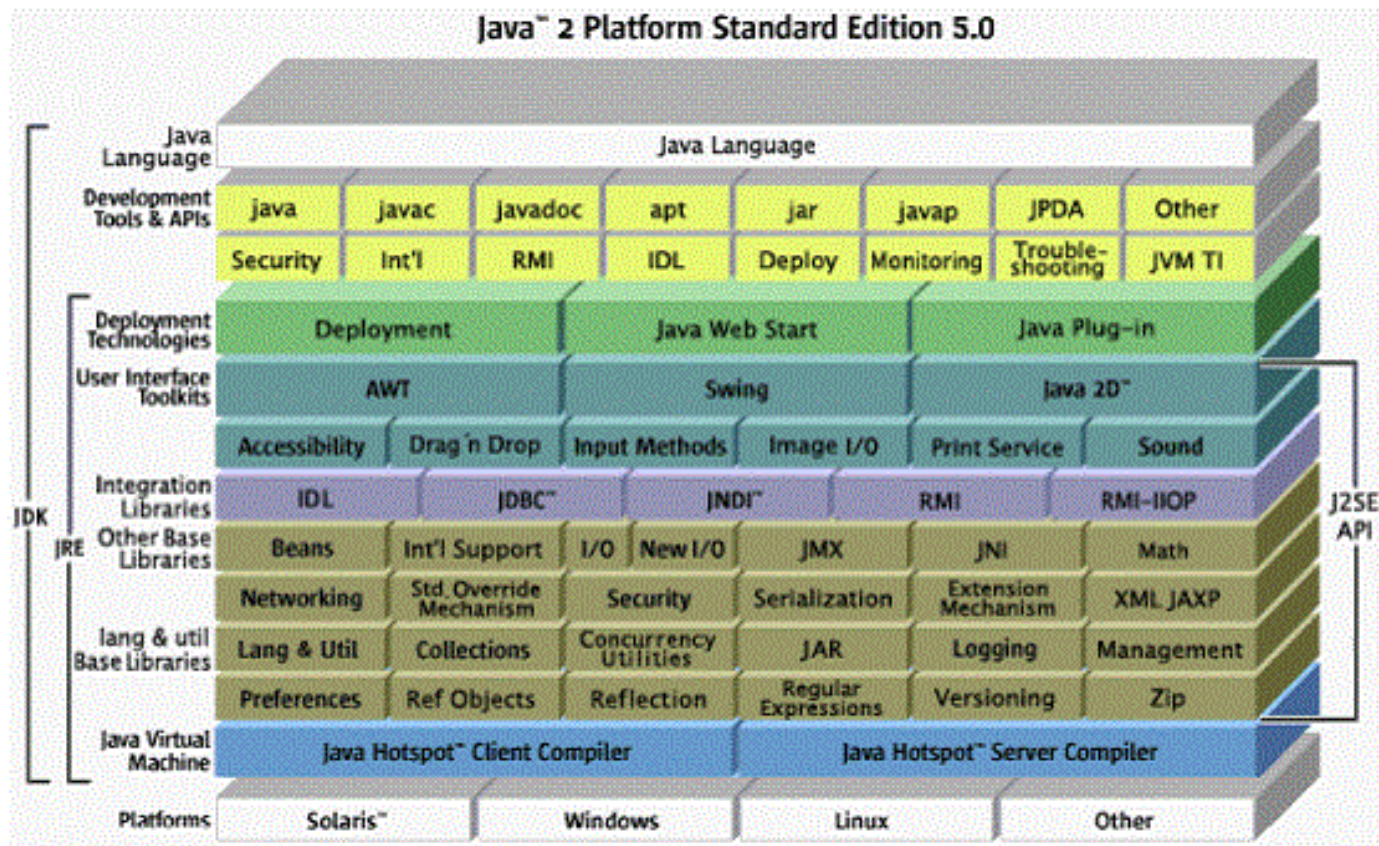 Java™ 2 Platform Standard Edition 5.0
Java
Language
Java Language
Development
Tools & APIs
java javac javadoc apt jar javap JPDA Other
Security Int'l RMI IDL Deploy Monitoring Trouble-
shooting JVM TI
Deployment
Technologies
Deployment Java Web Start Java Plug-in
User Interface
Toolkits
AWT Swing Java 2D™
Accessibility Drag 'n Drop Input Methods Image I/O Print Service Sound
Integration
Libraries
IDL JDBC™ JNDI™ RMI RMI-IIOP
JDK
JRE
J2SE
API
Other Base
Libraries
Beans Int'l Support I/O New I/O JMX JNI Math
Networking Std. Override
Mechanism Security Serialization Extension
Mechanism XML JAXP
lang & util
Base Libraries
Lang & Util Collections Concurrency
Utilities JAR Logging Management
Preferences Ref Objects Reflection Regular
Expressions Versioning Zip
Java Virtual
Machine
Java Hotspot™ Client Compiler Java Hotspot™ Server Compiler
Platforms
Solaris™ Windows Linux Other